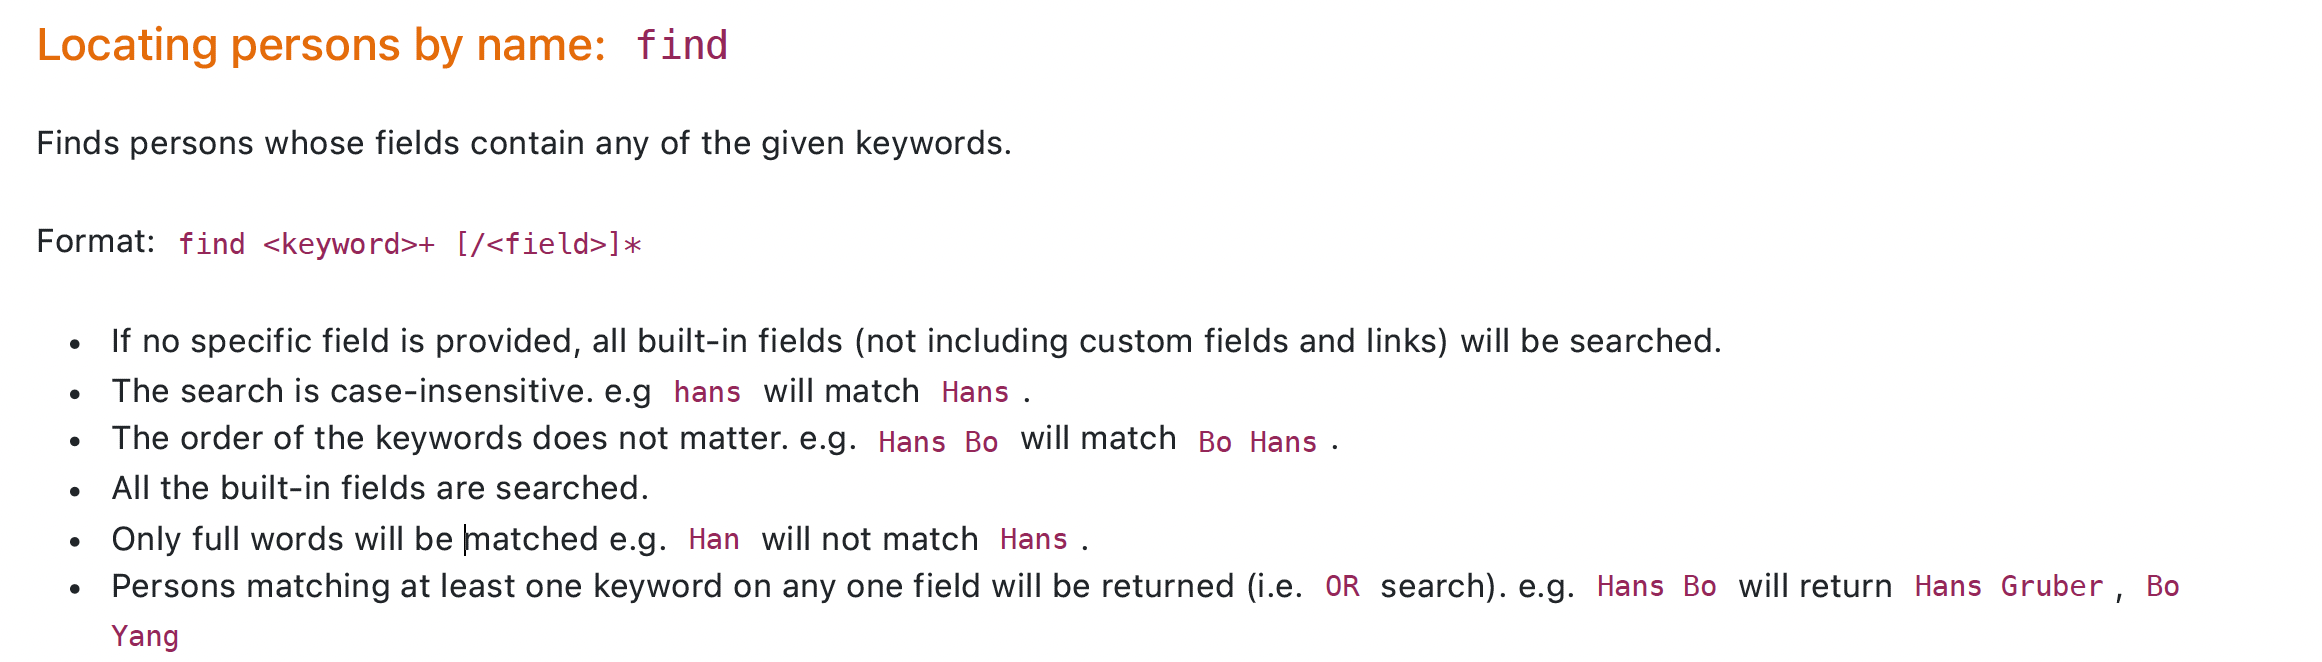 Locating persons by name: find
Finds persons whose fields contain any of the given keywords.
Format: find <keyword>+ [/<field>]*
• If no specific field is provided, all built-in fields (not including custom fields and links) will be searched.
• The search is case-insensitive. e.g hans will match Hans .
• The order of the keywords does not matter. e.g. Hans Bo will match Bo Hans .
• All the built-in fields are searched.
• Only full words will be matched e.g. Han will not match Hans .
• Persons matching at least one keyword on any one field will be returned (i.e. OR search). e.g. Hans Bo will return Hans Gruber , Bo
Yang